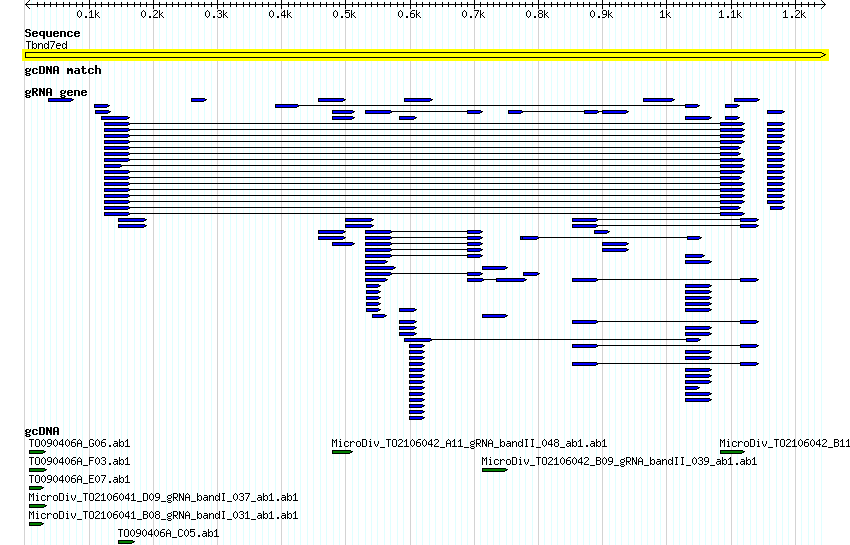 0.1k 0.2k 0.3k 0.4k 0.5k 0.6k 0.7k 0.8k 0.9k 1k 1.1k 1.2k
Sequence
Tbnd7ed
gcDNA match
gRNA gene
gcDNA
T0090406A_G06.ab1 MicroDiv_T02106042_A11_gRNA_bandII_048_ab1.ab1 MicroDiv_T02106042_B11
T0090406A_F03.ab1 MicroDiv_T02106042_B09_gRNA_bandII_039_ab1.ab1
T0090406A_E07.ab1
MicroDiv_T02106041_D09_gRNA_bandI_037_ab1.ab1
MicroDiv_T02106041_B08_gRNA_bandI_031_ab1.ab1
T0090406A_C05.ab1